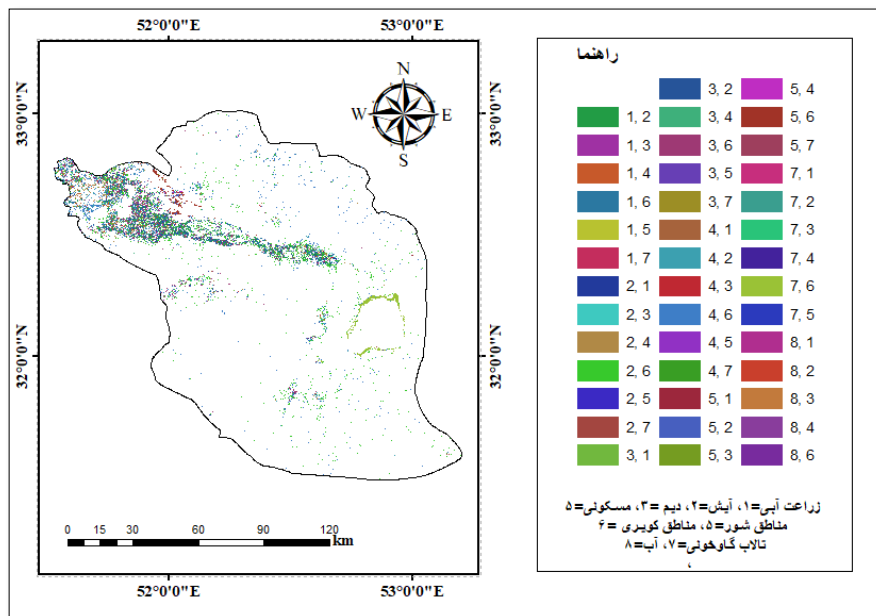 52°0'0"E 53°0'0"E
N
W E
S
33°0'0"N 33°0'0"N
32°0'0"N 32°0'0"N
0 15 30 60 90 120
km
52°0'0"E 53°0'0"E
راهنما
3, 2 5, 4
1, 2 3, 4 5, 6
1, 3 3, 6 5, 7
1, 4 3, 5 7, 1
1, 6 3, 7 7, 2
1, 5 4, 1 7, 3
1, 7 4, 2 7, 4
2, 1 4, 3 7, 6
2, 3 4, 6 7, 5
2, 4 4, 5 8, 1
2, 6 4, 7 8, 2
2, 5 5, 1 8, 3
2, 7 5, 2 8, 4
3, 1 5, 3 8, 6
زراعت آبی=۱، آیش=۲، دیم =۳، مسکونی=۵
مناطق شور=۵، مناطق کویری =۶
تالاب گاوخونی=۷، آب=۸
،